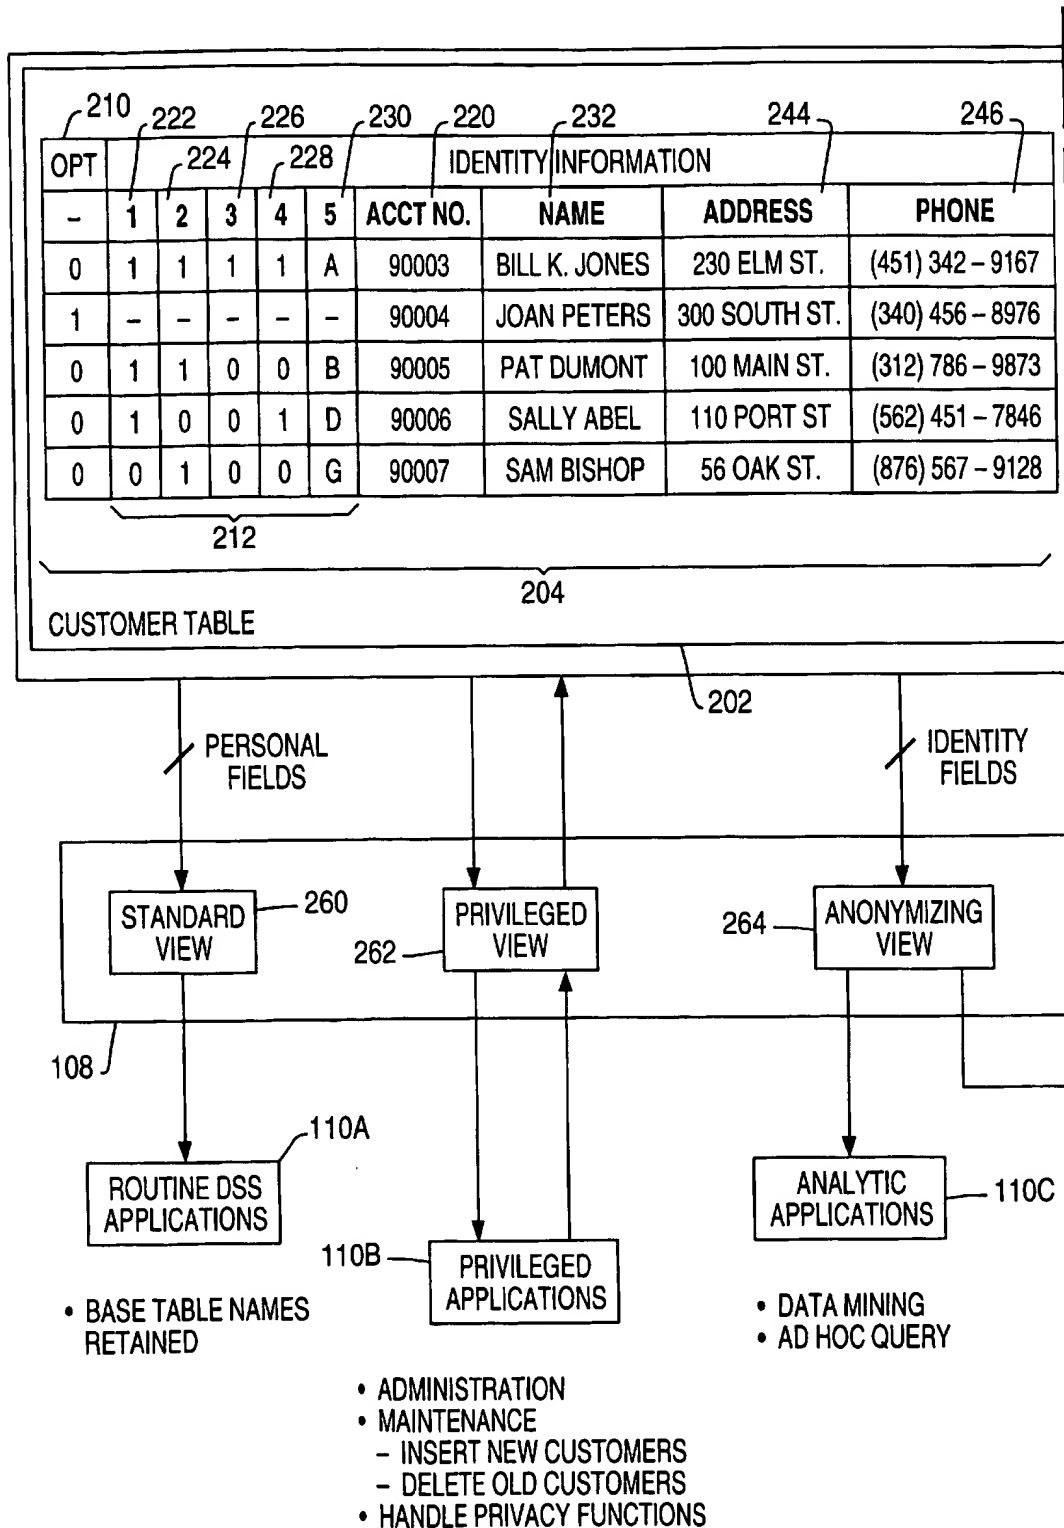 210 222 226 230 220 232 244 246
OPT 224 228 IDENTITY INFORMATION
– 1 2 3 4 5 ACCT NO. NAME ADDRESS PHONE
0 1 1 1 1 A 90003 BILL K. JONES 230 ELM ST. (451) 342 – 9167
1 – – – – – 90004 JOAN PETERS 300 SOUTH ST. (340) 456 – 8976
0 1 1 0 0 B 90005 PAT DUMONT 100 MAIN ST. (312) 786 – 9873
0 1 0 0 1 D 90006 SALLY ABEL 110 PORT ST (562) 451 – 7846
0 0 1 0 0 G 90007 SAM BISHOP 56 OAK ST. (876) 567 – 9128
212
204
CUSTOMER TABLE
202
PERSONAL
FIELDS
IDENTITY
FIELDS
STANDARD
VIEW
260
PRIVILEGED
VIEW
262
264
ANONYMIZING
VIEW
108
110A
ROUTINE DSS
APPLICATIONS
110B
PRIVILEGED
APPLICATIONS
ANALYTIC
APPLICATIONS
110C
• BASE TABLE NAMES
RETAINED
• DATA MINING
• AD HOC QUERY
• ADMINISTRATION
• MAINTENANCE
– INSERT NEW CUSTOMERS
– DELETE OLD CUSTOMERS
• HANDLE PRIVACY FUNCTIONS